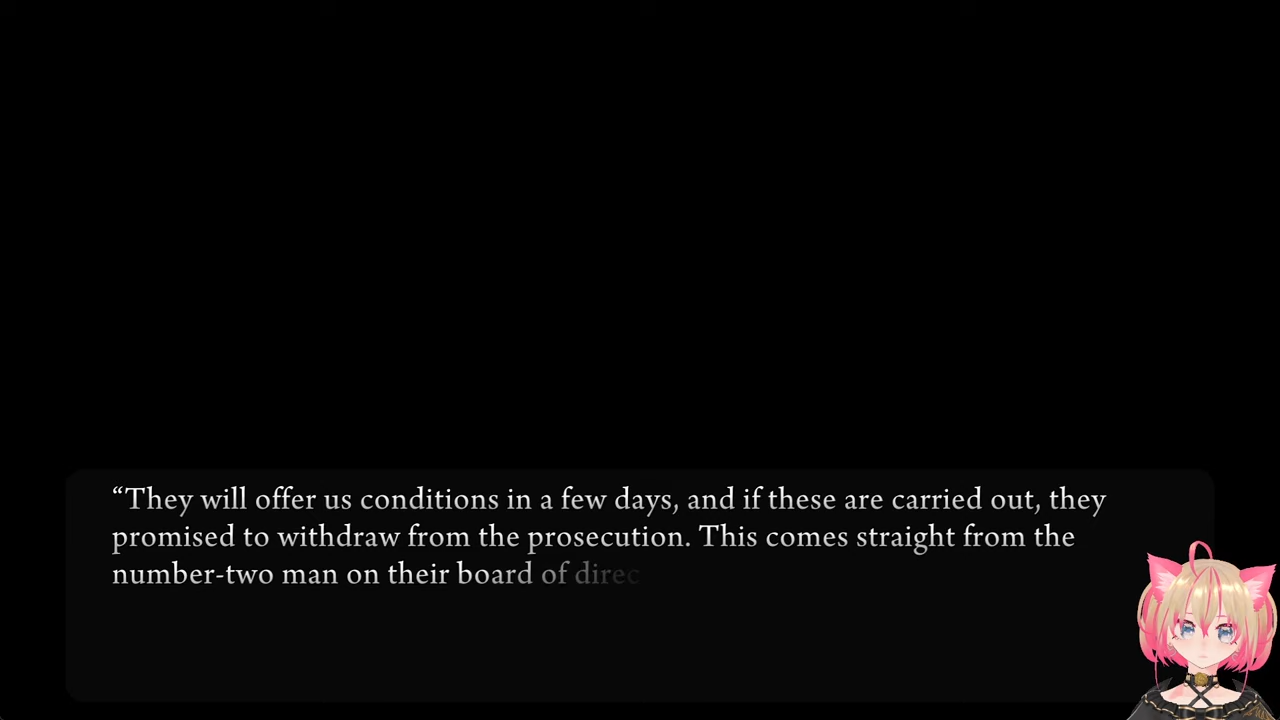 “They will offer us conditions in a few days, and if these are carried out, they
promised to withdraw from the prosecution. This comes straight from the
number-two man on their board of direc